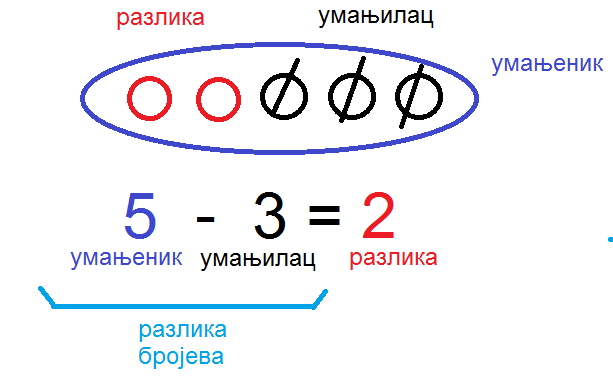 разлика
умањилац
умањеник
5 - 3 = 2
умањеник умањилац разлика
разлика
бројева